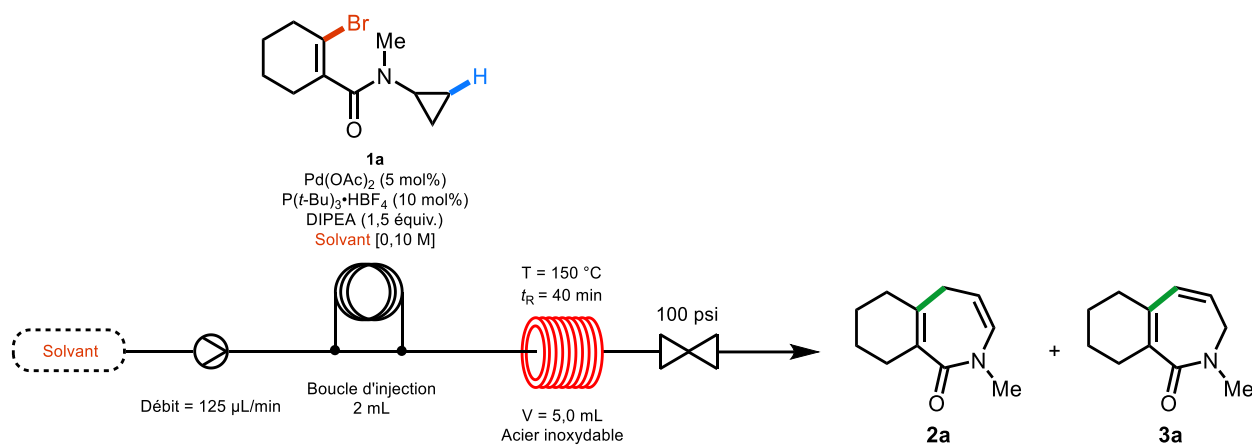 Br
Me
N
H
O
1a
Pd(OAc)2 (5 mol%)
P(t-Bu)3•HBF4 (10 mol%)
DIPEA (1,5 équiv.)
Solvant [0,10 M]
T = 150 °C
tR = 40 min
100 psi
Solvant
Débit = 125 µL/min
Boucle d'injection
2 mL
V = 5,0 mL
Acier inoxydable
N
Me
O
2a
+
N
Me
O
3a